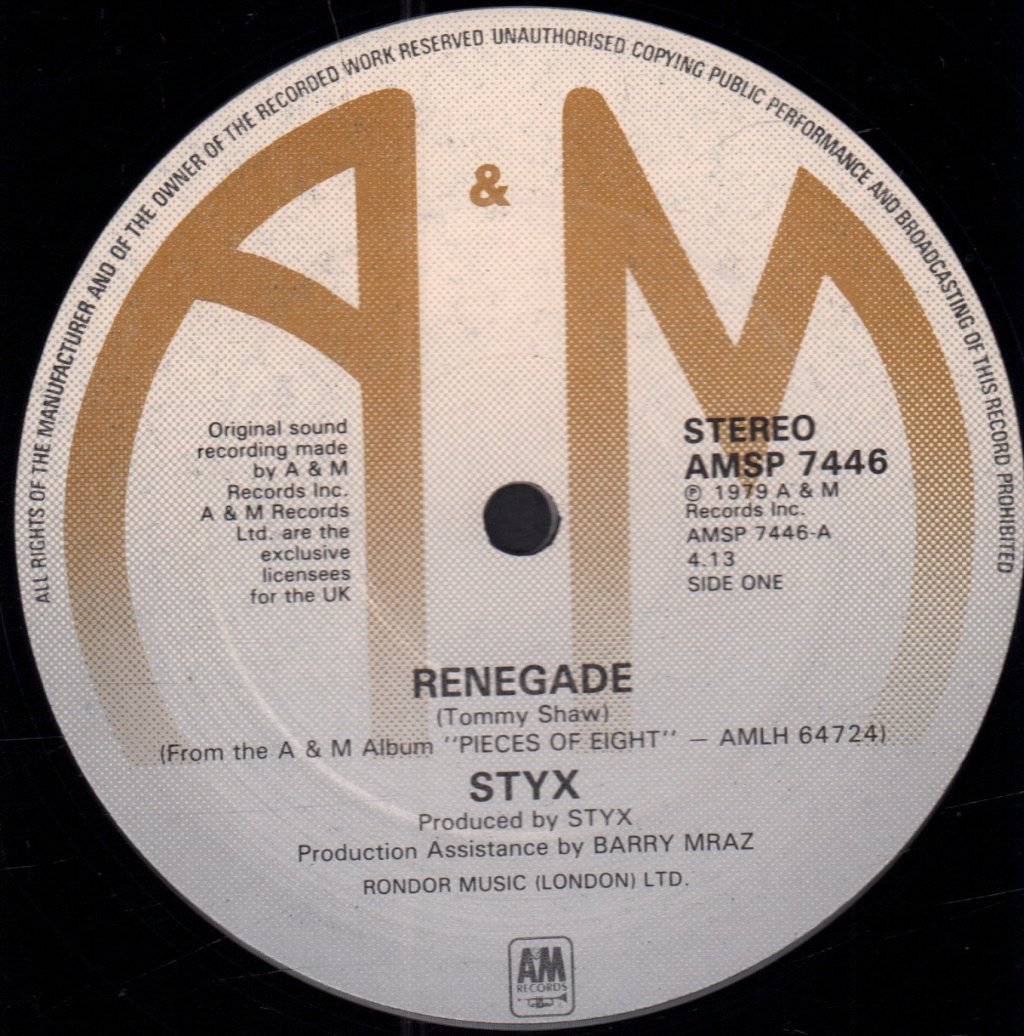 ALL RIGHTS OF THE MANUFACTURER AND OF THE OWNER OF THE RECORDED WORK RESERVED UNAUTHORISED COPYING PUBLIC PERFORMANCE AND BROADCASTING OF THIS RECORD PROHIBITED
A & M
Original sound
recording made
by A & M
Records Inc.
A & M Records
Ltd. are the
exclusive
licensees
for the UK
STEREO
AMSP 7446
℗ 1979 A & M
Records Inc.
AMSP 7446-A
4.13
SIDE ONE
RENEGADE
(Tommy Shaw)
(From the A & M Album "PIECES OF EIGHT" – AMLH 64724)
STYX
Produced by STYX
Production Assistance by BARRY MRAZ
RONDOR MUSIC (LONDON) LTD.
A&M
RECORDS